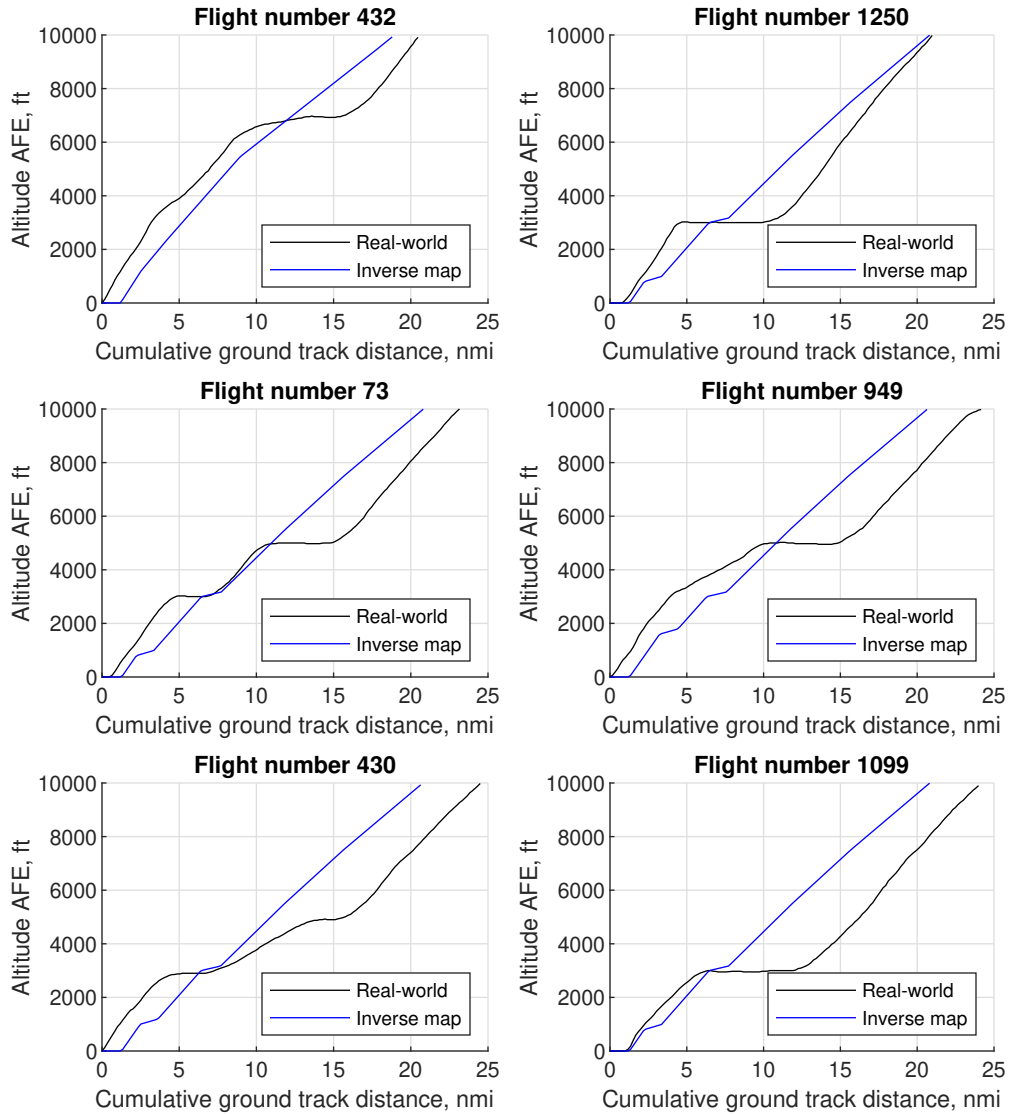 Flight number 432
Altitude AFE, ft
10000
8000
6000
4000
2000
0
Real-world
Inverse map
0 5 10 15 20 25
Cumulative ground track distance, nmi
Flight number 1250
Altitude AFE, ft
10000
8000
6000
4000
2000
0
Real-world
Inverse map
0 5 10 15 20 25
Cumulative ground track distance, nmi
Flight number 73
Altitude AFE, ft
10000
8000
6000
4000
2000
0
Real-world
Inverse map
0 5 10 15 20 25
Cumulative ground track distance, nmi
Flight number 949
Altitude AFE, ft
10000
8000
6000
4000
2000
0
Real-world
Inverse map
0 5 10 15 20 25
Cumulative ground track distance, nmi
Flight number 430
Altitude AFE, ft
10000
8000
6000
4000
2000
0
Real-world
Inverse map
0 5 10 15 20 25
Cumulative ground track distance, nmi
Flight number 1099
Altitude AFE, ft
10000
8000
6000
4000
2000
0
Real-world
Inverse map
0 5 10 15 20 25
Cumulative ground track distance, nmi